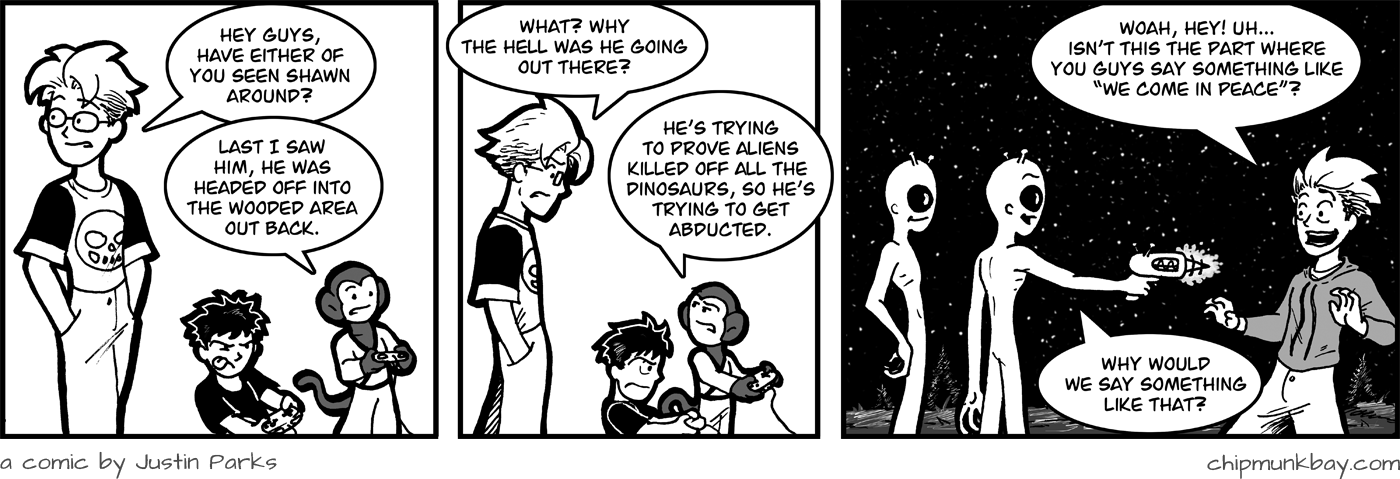 HEY GUYS,
HAVE EITHER OF
YOU SEEN SHAWN
AROUND?
LAST I SAW
HIM, HE WAS
HEADED OFF INTO
THE WOODED AREA
OUT BACK.
WHAT? WHY
THE HELL WAS HE GOING
OUT THERE?
HE'S TRYING
TO PROVE ALIENS
KILLED OFF ALL THE
DINOSAURS, SO HE'S
TRYING TO GET
ABDUCTED.
WOAH, HEY! UH...
ISN'T THIS THE PART WHERE
YOU GUYS SAY SOMETHING LIKE
"WE COME IN PEACE"?
WHY WOULD
WE SAY SOMETHING
LIKE THAT?
a comic by Justin Parks
chipmunkbay.com